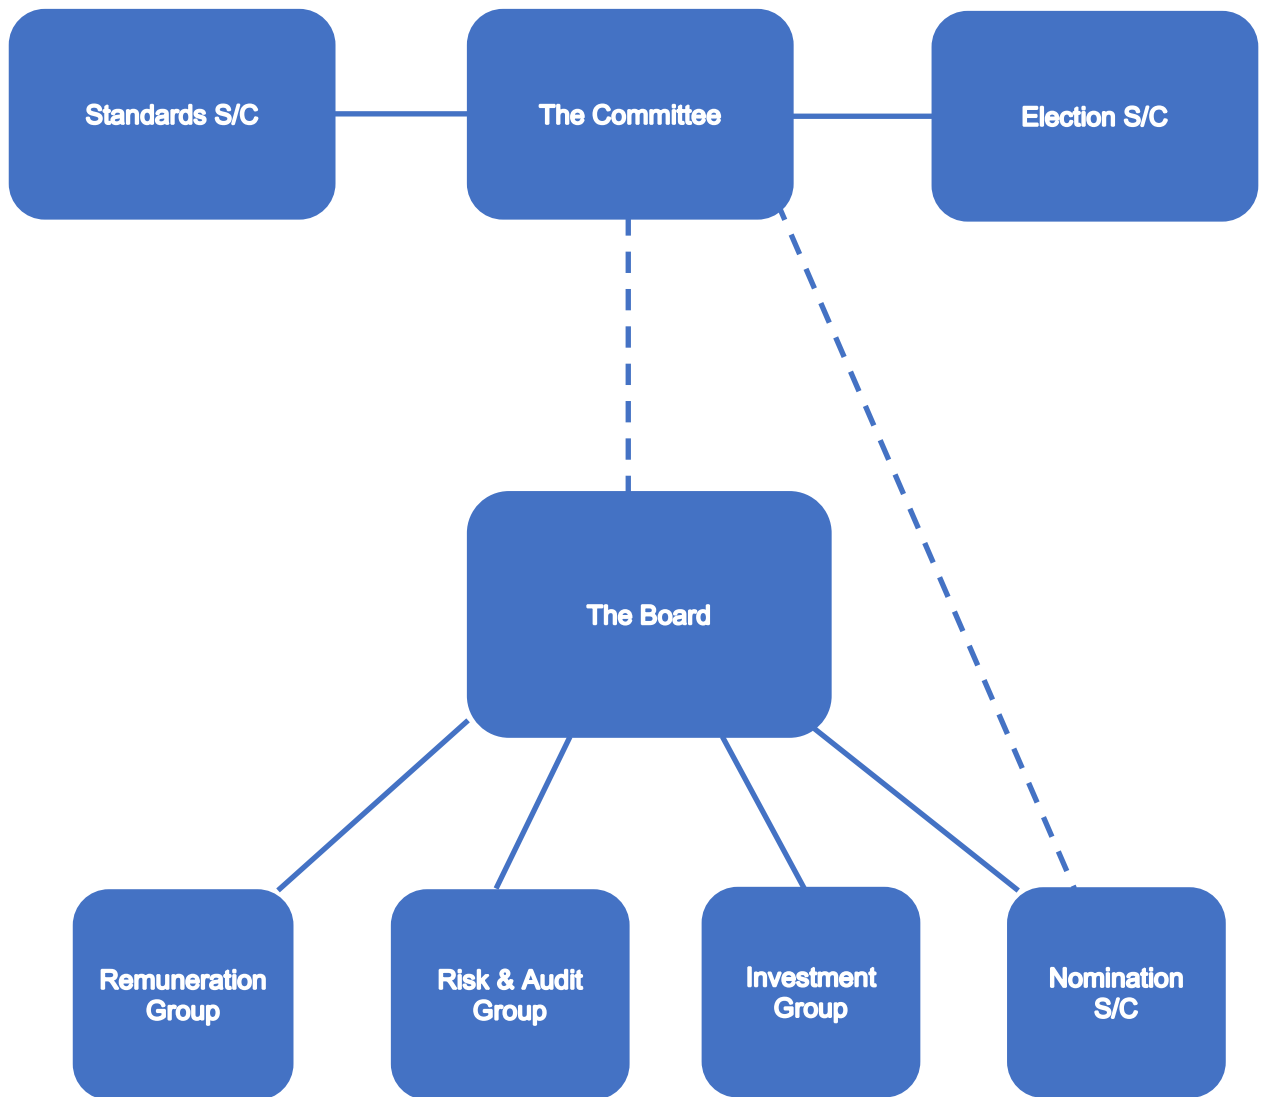 Standards S/C
The Committee
Election S/C
The Board
Remuneration
Group
Risk & Audit
Group
Investment
Group
Nomination
S/C